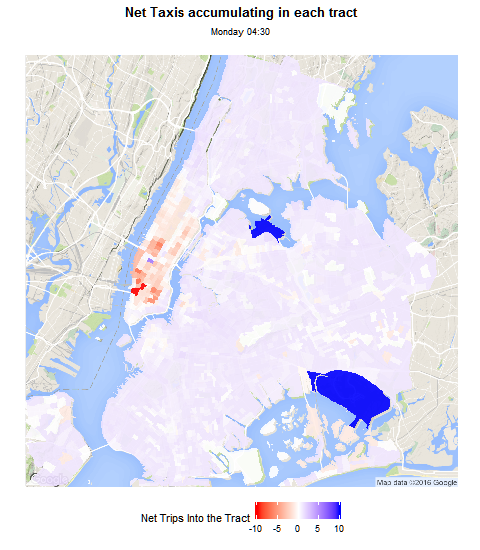 Net Taxis accumulating in each tract
Monday 04:30
Map data ©2016 Google
Net Trips Into the Tract
-10 -5 0 5 10